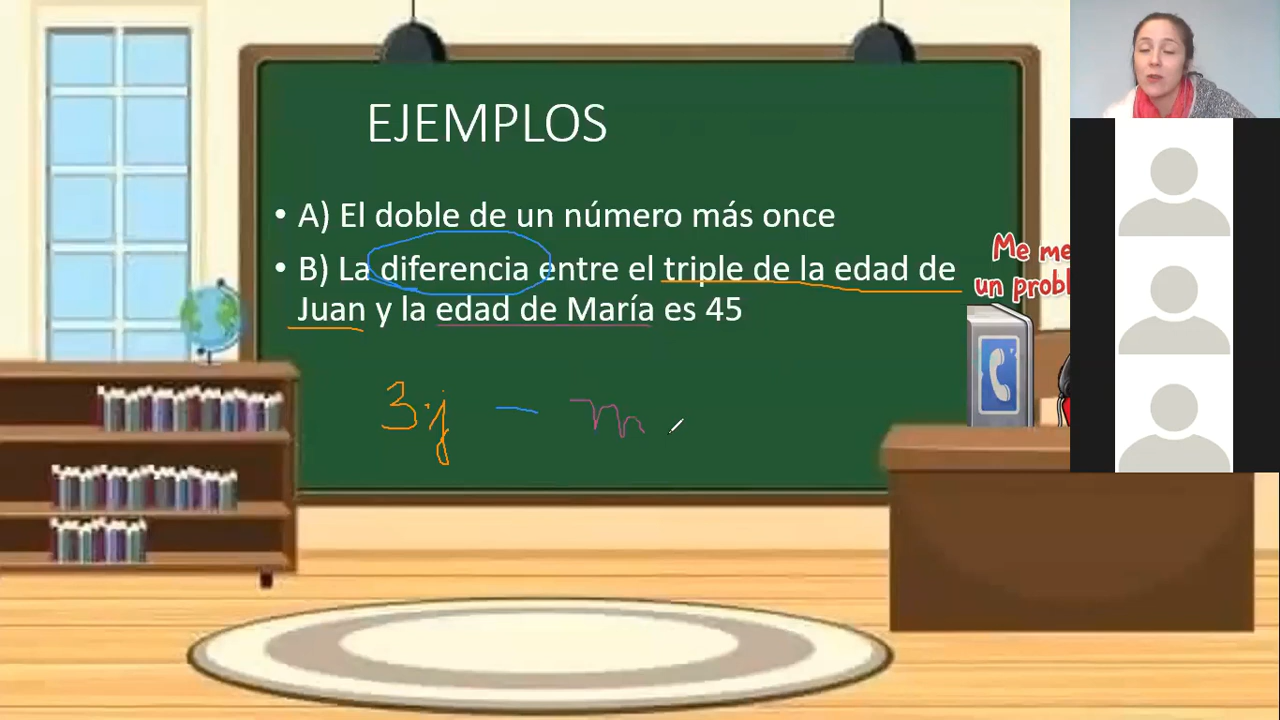 EJEMPLOS
• A) El doble de un número más once
• B) La diferencia entre el triple de la edad de
Juan y la edad de María es 45
Me me
un probl
3·j - m